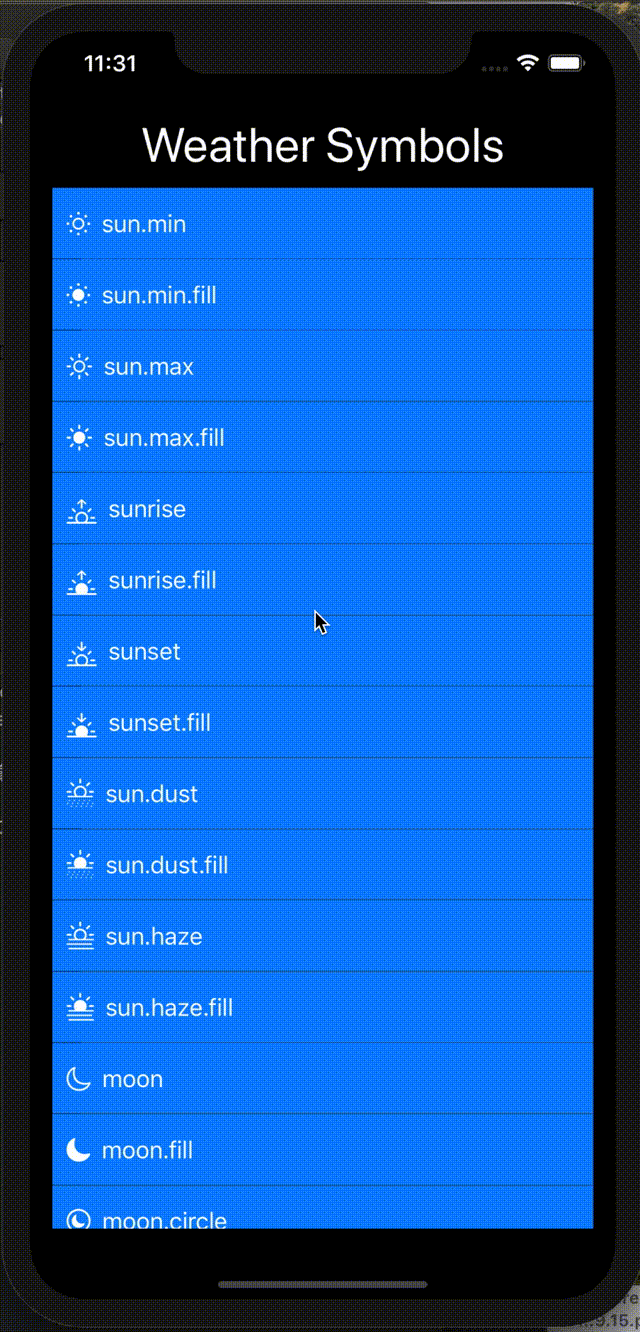 11:31
Weather Symbols
sun.min
sun.min.fill
sun.max
sun.max.fill
sunrise
sunrise.fill
sunset
sunset.fill
sun.dust
sun.dust.fill
sun.haze
sun.haze.fill
moon
moon.fill
moon.circle